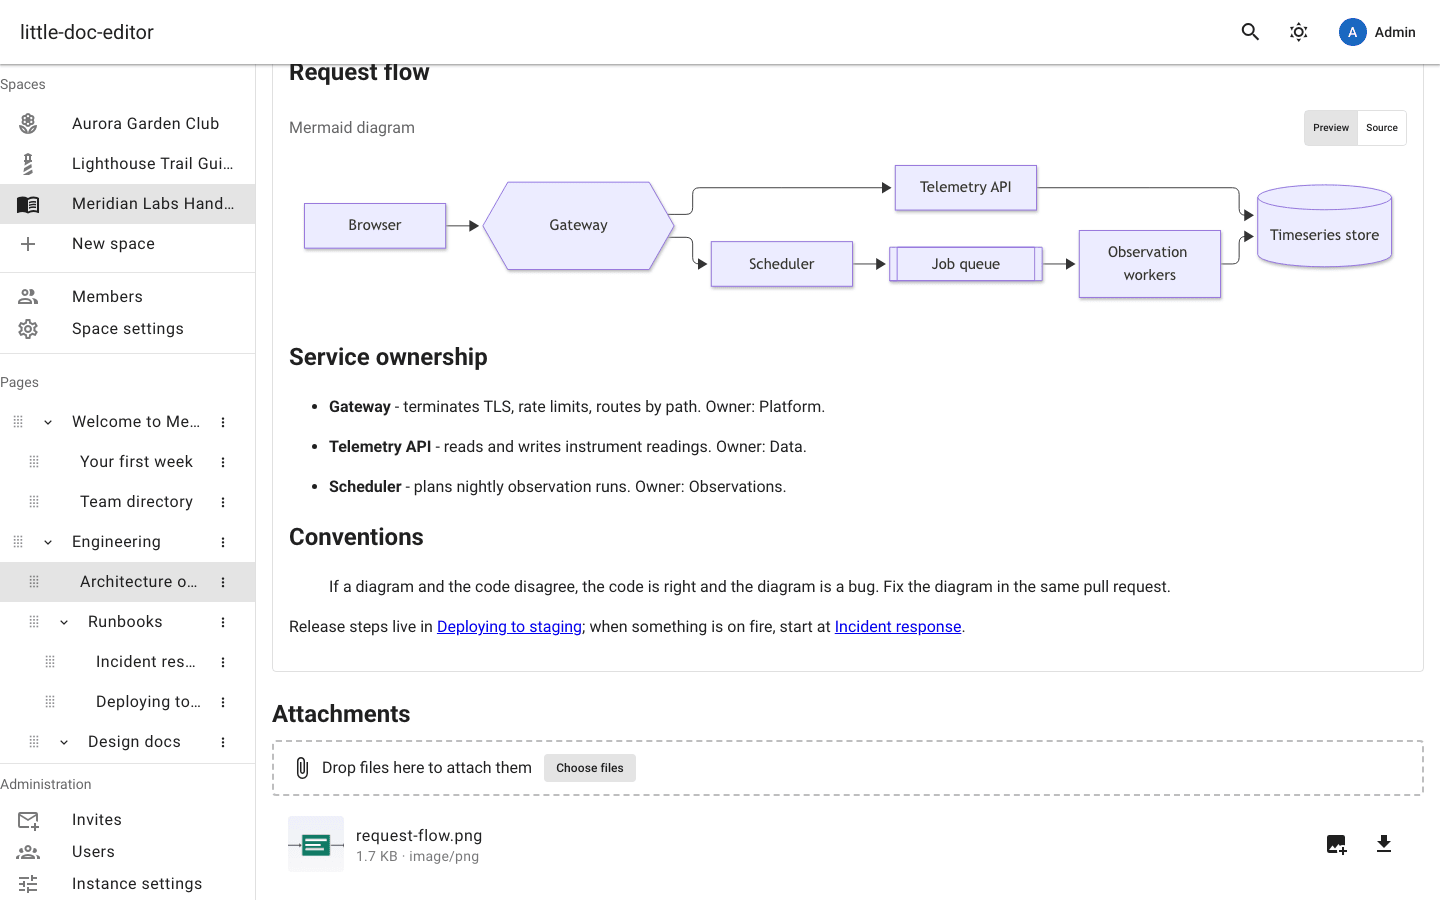 little-doc-editor
A
Admin
Spaces
Aurora Garden Club
Lighthouse Trail Gui...
Meridian Labs Hand...
New space
Members
Space settings
Pages
Welcome to Me...
Your first week
Team directory
Engineering
Architecture o...
Runbooks
Incident res...
Deploying to...
Design docs
Administration
Invites
Users
Instance settings
Request flow
Mermaid diagram
Preview
Source
Browser
Gateway
Telemetry API
Scheduler
Job queue
Observation
workers
Timeseries store
Service ownership
• Gateway - terminates TLS, rate limits, routes by path. Owner: Platform.
• Telemetry API - reads and writes instrument readings. Owner: Data.
• Scheduler - plans nightly observation runs. Owner: Observations.
Conventions
If a diagram and the code disagree, the code is right and the diagram is a bug. Fix the diagram in the same pull request.
Release steps live in Deploying to staging; when something is on fire, start at Incident response.
Attachments
Drop files here to attach them
Choose files
request-flow.png
1.7 KB · image/png